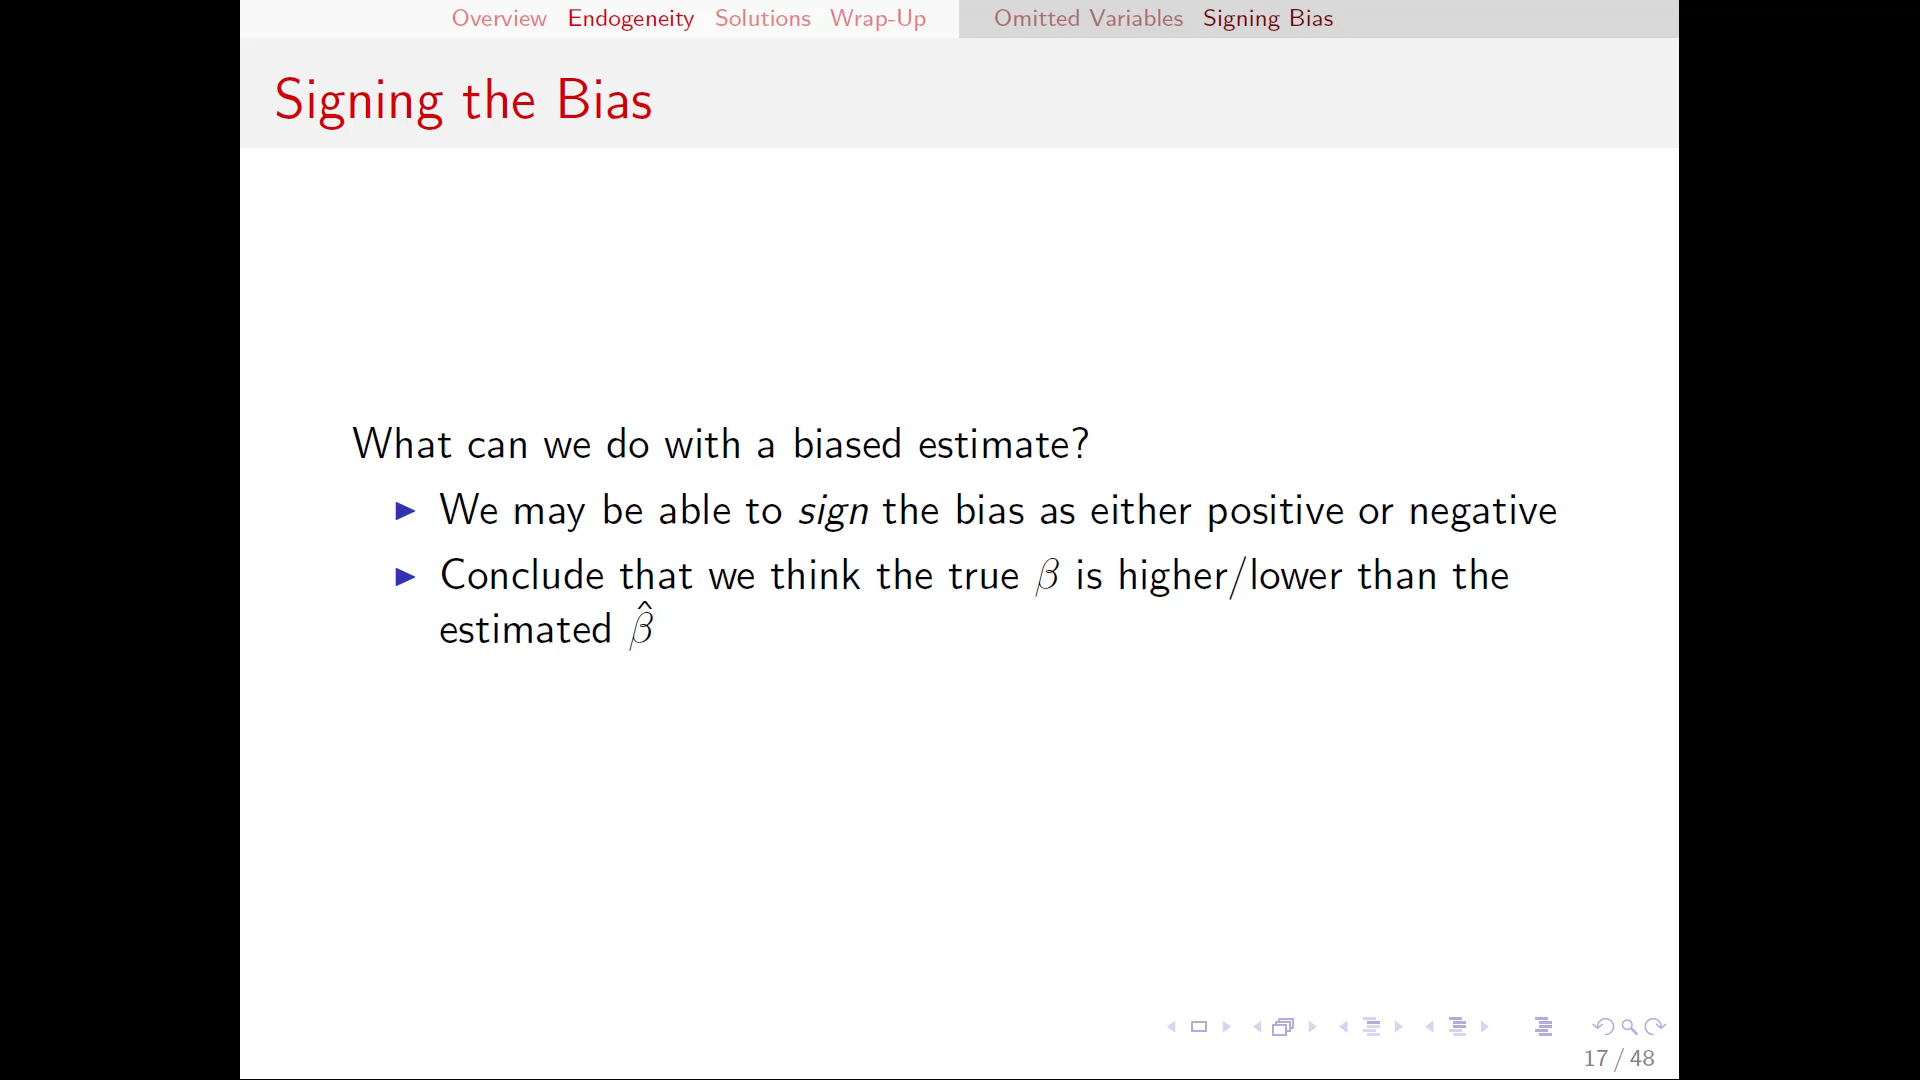 Overview Endogeneity Solutions Wrap-Up Omitted Variables Signing Bias
Signing the Bias
What can we do with a biased estimate?
We may be able to sign the bias as either positive or negative
Conclude that we think the true β is higher/lower than the
estimated β̂
17 / 48